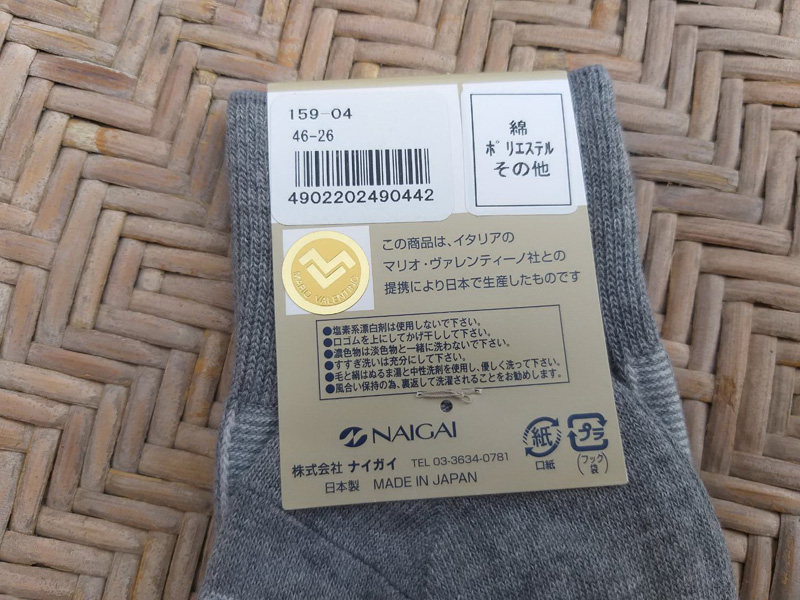 159-04
46-26
4902202490442
綿
ポリエステル
その他
この商品は、イタリアの
マリオ・ヴァレンティーノ社との
提携により日本で生産したものです
MARIO VALENTINO
●塩素系漂白剤は使用しないで下さい。
●口ゴムを上にしてかげ干しして下さい。
●濃色物は淡色物と一緒に洗わないで下さい。
●すすぎ洗いは充分にして下さい。
●毛と絹はぬるま湯と中性洗剤を使用し、優しく洗って下さい。
●風合い保持の為、裏返して洗濯されることをお勧めします。
NAIGAI
株式会社 ナイガイ TEL 03-3634-0781
日本製 MADE IN JAPAN
紙
口紙
プラ
(フック袋)